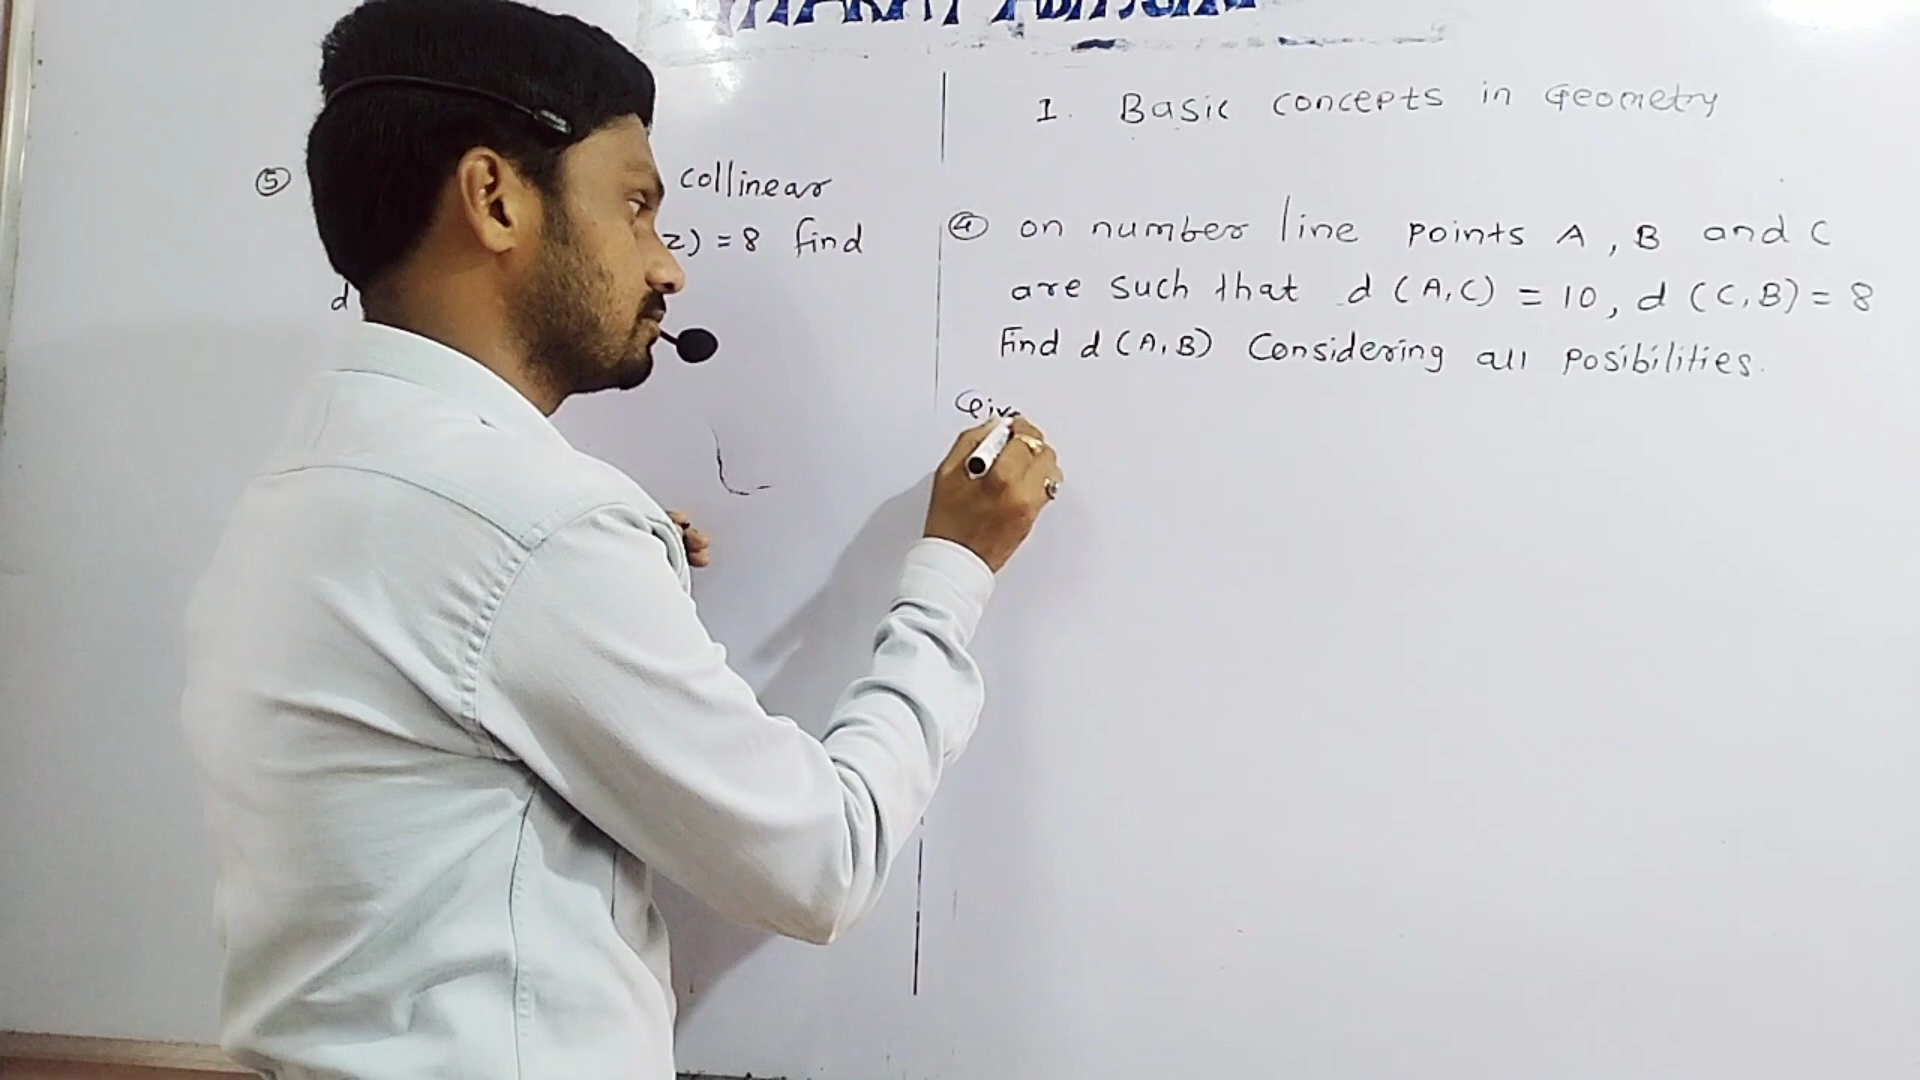 ⑤ collinear
z) = 8 find
d
1. Basic concepts in Geometry
④ on number line points A, B and C
are such that d (A,C) = 10, d (C,B) = 8
Find d (A,B) Considering all posibilities.
Giv